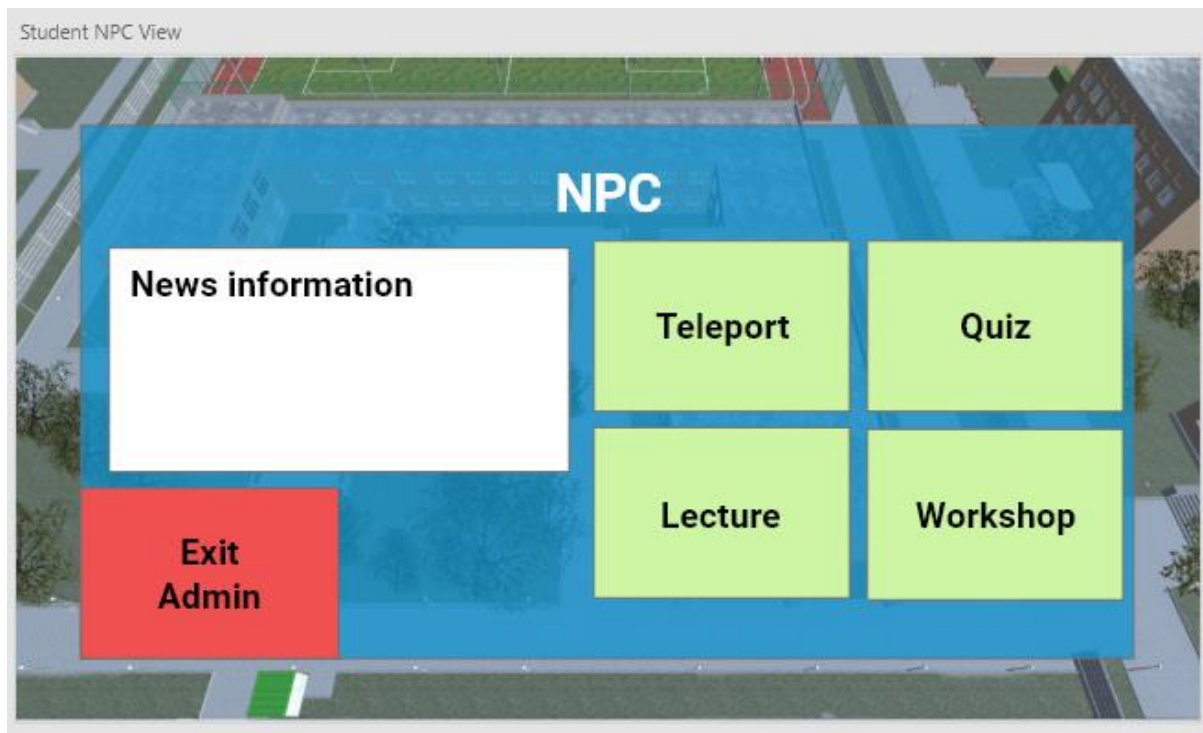 Student NPC View
NPC
News information
Teleport
Quiz
Lecture
Workshop
Exit
Admin